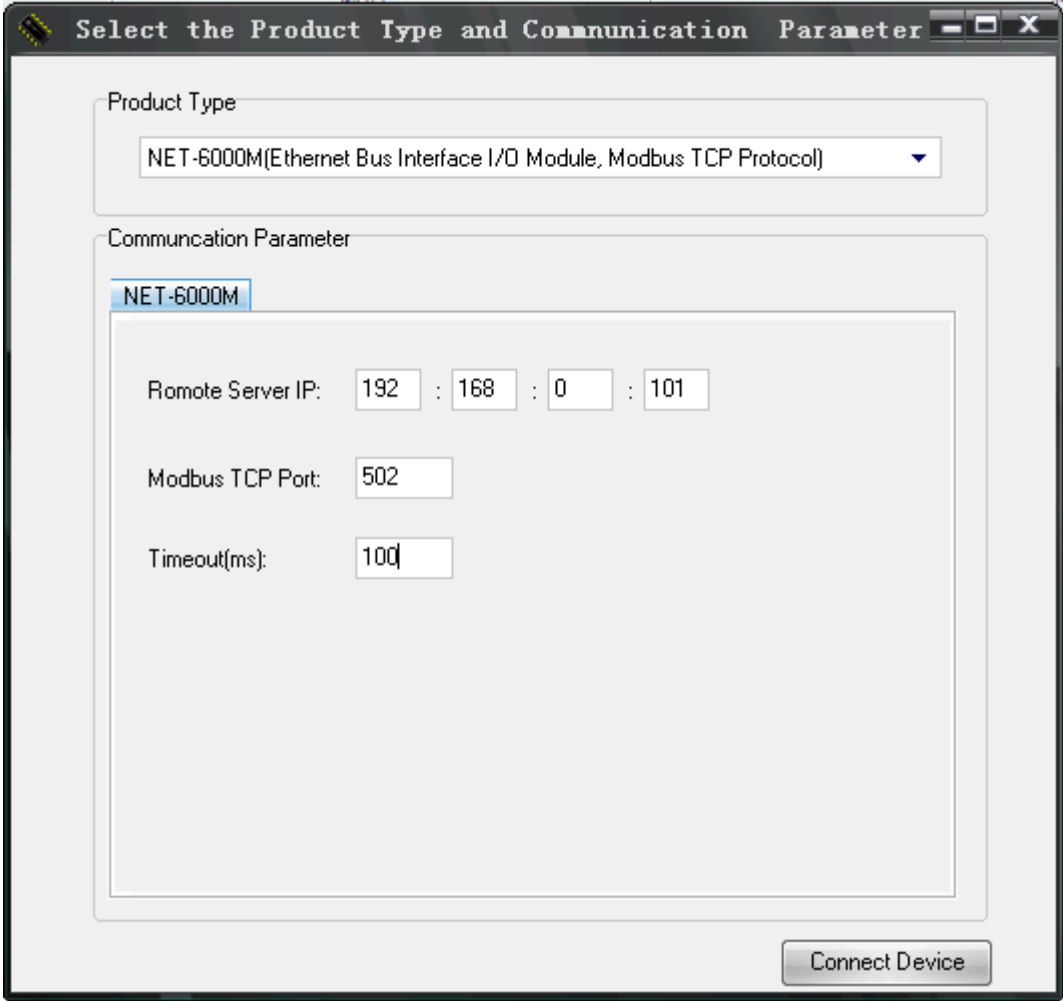 Select the Product Type and Commnunication Parameter
Product Type
NET-6000M(Ethernet Bus Interface I/O Module, Modbus TCP Protocol)
Communcation Parameter
NET-6000M
Romote Server IP: 192 : 168 : 0 : 101
Modbus TCP Port: 502
Timeout(ms): 100
Connect Device